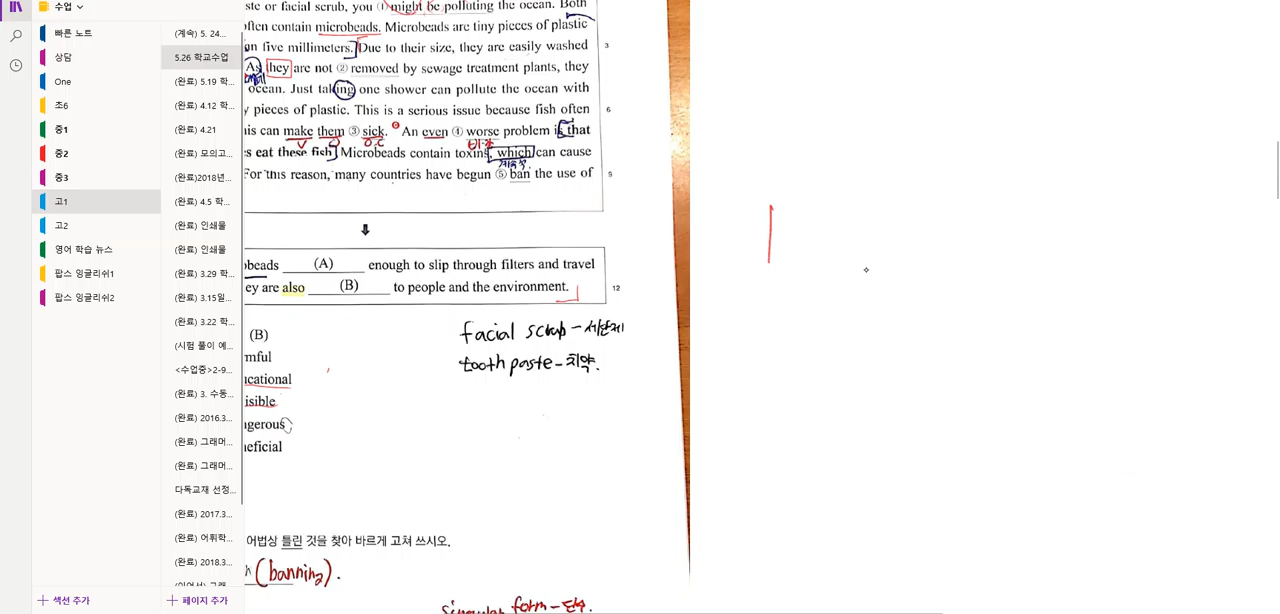 수업
빠른 노트
상담
One
초6
중1
중2
중3
고1
고2
영어 학습 뉴스
팝스 잉글리쉬1
팝스 잉글리쉬2
섹션 추가
(계속) 5. 24...
5.26 학교수업
(완료) 5.19 학...
(완료) 4.12 학...
(완료) 4.21
(완료) 모의고...
(완료)2018년...
(완료) 4.5 학...
(완료) 인쇄물
(완료) 인쇄물
(완료) 3.29 학...
(완료) 3.15일...
(완료) 3.22 학...
(시험 풀이 예...
<수업중>2-9...
(완료) 3. 수동...
(완료) 2016.3...
(완료) 그래머...
(완료) 그래머...
다독교재 선정...
(완료) 2017.3...
(완료) 어휘학...
(완료) 2018.3...
페이지 추가
ste or facial scrub, you ① might be polluting the ocean. Both
often contain microbeads. Microbeads are tiny pieces of plastic
an five millimeters. Due to their size, they are easily washed 3
As they are not ② removed by sewage treatment plants, they
ocean. Just taking one shower can pollute the ocean with
y pieces of plastic. This is a serious issue because fish often 6
is can make them ③ sick. An even ④ worse problem is that
V O O.C 비강
s eat these fish. Microbeads contain toxins, which can cause
For this reason, many countries have begun ⑤ ban the use of 9
obeads (A) enough to slip through filters and travel
ey are also (B) to people and the environment. 12
(B)
mful
cational
isible
gerous
neficial
facial scrub - 세안제
tooth paste - 치약.
어법상 틀린 것을 찾아 바르게 고쳐 쓰시오.
(banning).
singular form - 단수.